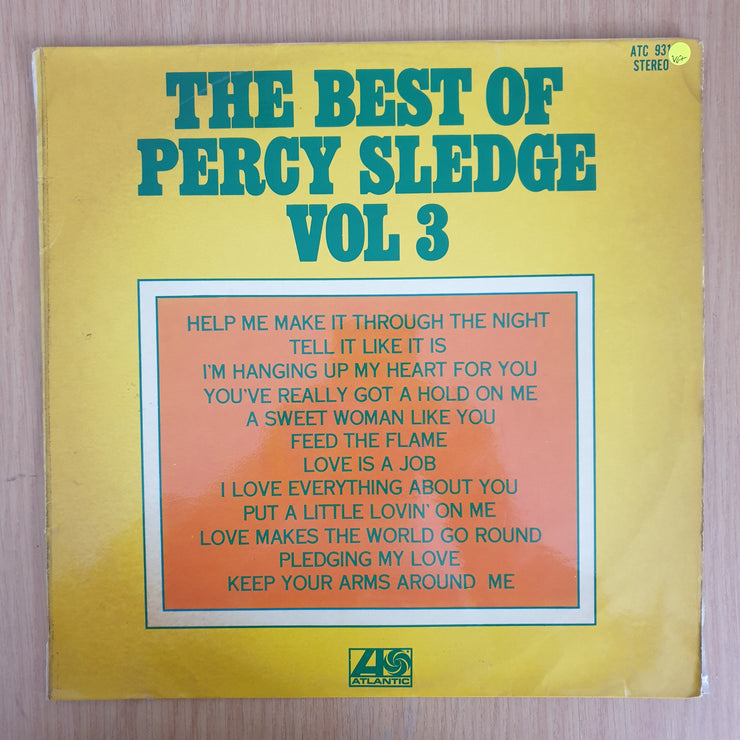 ATC 931
STEREO
VG+
THE BEST OF
PERCY SLEDGE
VOL 3
HELP ME MAKE IT THROUGH THE NIGHT
TELL IT LIKE IT IS
I'M HANGING UP MY HEART FOR YOU
YOU'VE REALLY GOT A HOLD ON ME
A SWEET WOMAN LIKE YOU
FEED THE FLAME
LOVE IS A JOB
I LOVE EVERYTHING ABOUT YOU
PUT A LITTLE LOVIN' ON ME
LOVE MAKES THE WORLD GO ROUND
PLEDGING MY LOVE
KEEP YOUR ARMS AROUND ME
ATLANTIC